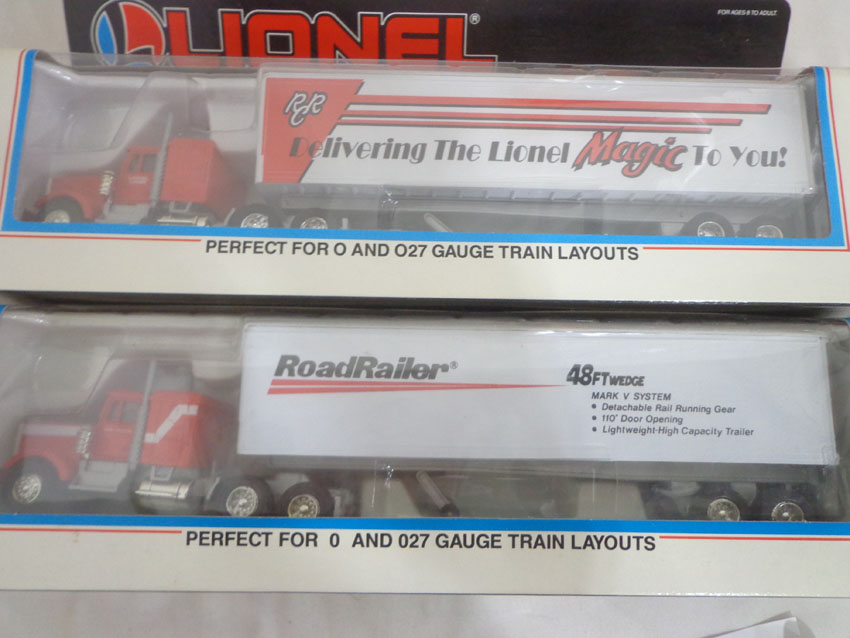 LIONEL®
FOR AGES 8 TO ADULT
RCR
Delivering The Lionel Magic To You!
PERFECT FOR O AND O27 GAUGE TRAIN LAYOUTS
RoadRailer®
48FTWEDGE
MARK V SYSTEM
• Detachable Rail Running Gear
• 110° Door Opening
• Lightweight-High Capacity Trailer
PERFECT FOR 0 AND 027 GAUGE TRAIN LAYOUTS